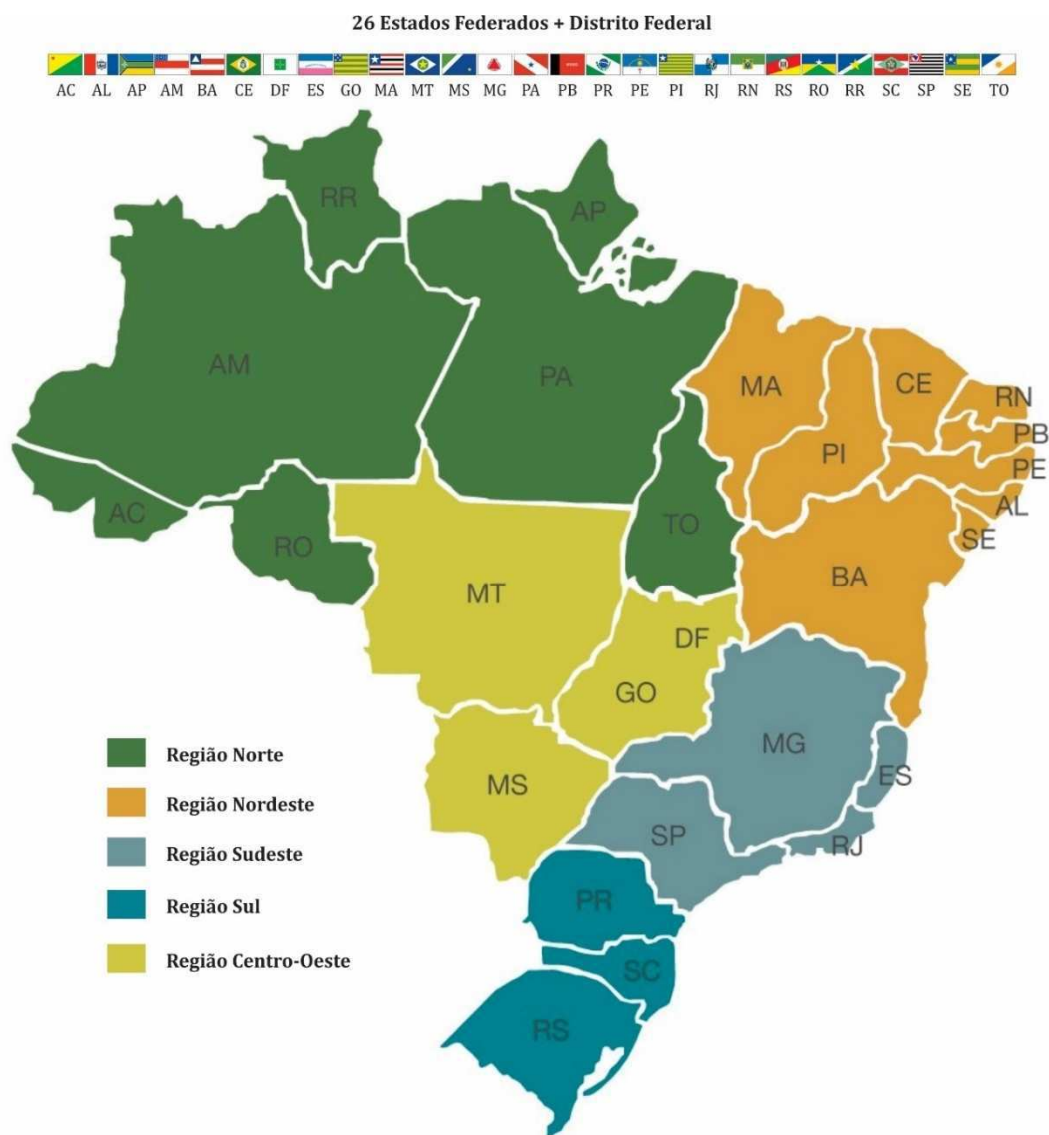 26 Estados Federados + Distrito Federal
AC AL AP AM BA CE DF ES GO MA MT MS MG PA PB PR PE PI RJ RN RS RO RR SC SP SE TO
RR
AP
AM
PA
MA
CE
RN
PB
PI
PE
AL
AC
TO
SE
RO
BA
MT
DF
GO
MG
Região Norte
ES
MS
Região Nordeste
SP
RJ
Região Sudeste
PR
Região Sul
Região Centro-Oeste
SC
RS